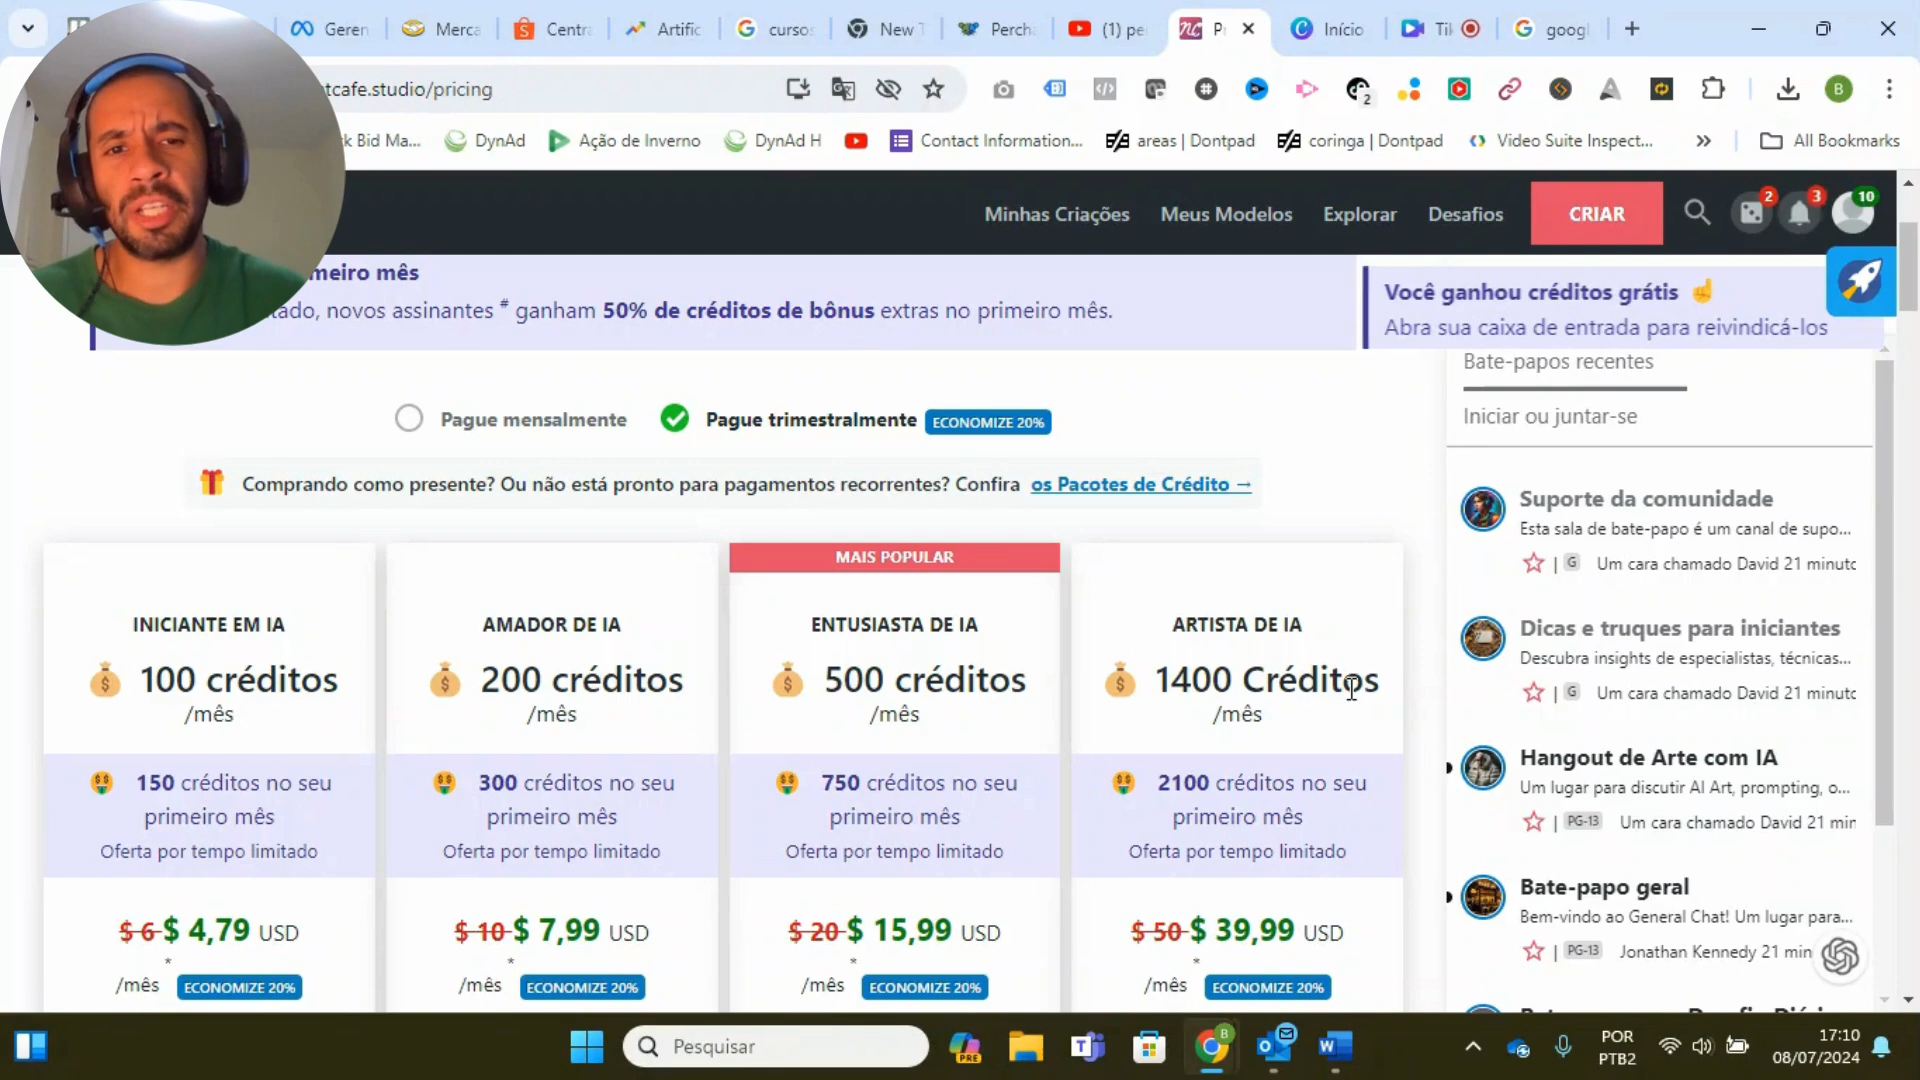 Geren
Merca
Centra
Artific
curso
New T
Percha
(1) pe
P
Início
Tik
googl
tcafe.studio/pricing
2
B
k Bid Ma...
DynAd
Ação de Inverno
DynAd H
Contact Information...
areas | Dontpad
coringa | Dontpad
Video Suite Inspect...
All Bookmarks
Minhas Criações
Meus Modelos
Explorar
Desafios
CRIAR
2
3
10
meiro mês
tado, novos assinantes # ganham 50% de créditos de bônus extras no primeiro mês.
Você ganhou créditos grátis
Abra sua caixa de entrada para reivindicá-los
Pague mensalmente
Pague trimestralmente
ECONOMIZE 20%
Comprando como presente? Ou não está pronto para pagamentos recorrentes? Confira os Pacotes de Crédito →
INICIANTE EM IA
100 créditos
/mês
150 créditos no seu
primeiro mês
Oferta por tempo limitado
$ 6 $ 4,79 USD
*
/mês
ECONOMIZE 20%
AMADOR DE IA
200 créditos
/mês
300 créditos no seu
primeiro mês
Oferta por tempo limitado
$ 10 $ 7,99 USD
*
/mês
ECONOMIZE 20%
MAIS POPULAR
ENTUSIASTA DE IA
500 créditos
/mês
750 créditos no seu
primeiro mês
Oferta por tempo limitado
$ 20 $ 15,99 USD
*
/mês
ECONOMIZE 20%
ARTISTA DE IA
1400 Créditos
/mês
2100 créditos no seu
primeiro mês
Oferta por tempo limitado
$ 50 $ 39,99 USD
*
/mês
ECONOMIZE 20%
Bate-papos recentes
Iniciar ou juntar-se
Suporte da comunidade
Esta sala de bate-papo é um canal de supo...
| G Um cara chamado David 21 minutc
Dicas e truques para iniciantes
Descubra insights de especialistas, técnicas...
| G Um cara chamado David 21 minutc
Hangout de Arte com IA
Um lugar para discutir AI Art, prompting, o...
| PG-13 Um cara chamado David 21 min
Bate-papo geral
Bem-vindo ao General Chat! Um lugar para...
| PG-13 Jonathan Kennedy 21 min
Pesquisar
PRE
POR
PTB2
17:10
08/07/2024